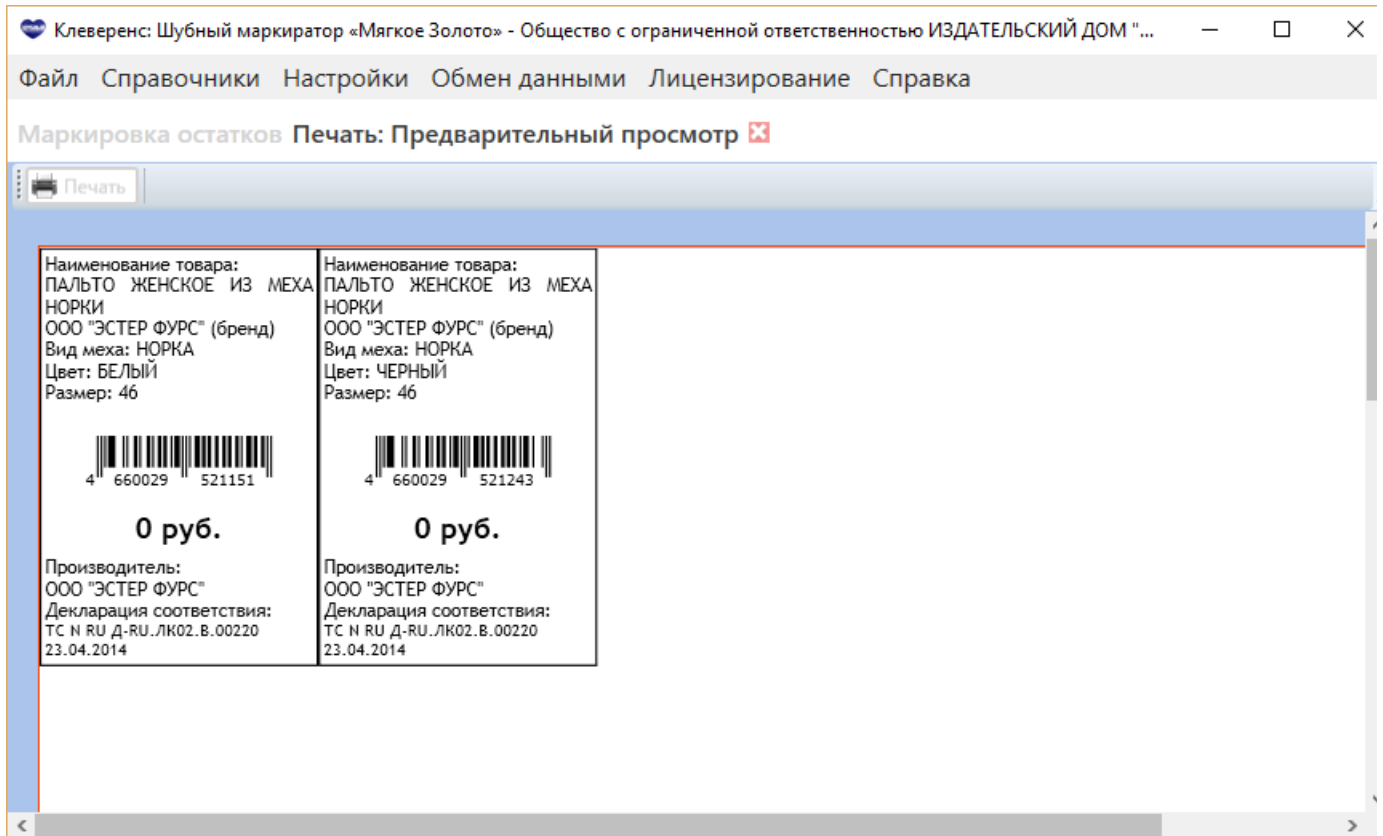 Клеверенс: Шубный маркиратор «Мягкое Золото» - Общество с ограниченной ответственностью ИЗДАТЕЛЬСКИЙ ДОМ "...
Файл Справочники Настройки Обмен данными Лицензирование Справка
Маркировка остатков Печать: Предварительный просмотр
Печать
Наименование товара:
ПАЛЬТО ЖЕНСКОЕ ИЗ МЕХА
НОРКИ
ООО "ЭСТЕР ФУРС" (бренд)
Вид меха: НОРКА
Цвет: БЕЛЫЙ
Размер: 46
4 660029 521151
0 руб.
Производитель:
ООО "ЭСТЕР ФУРС"
Декларация соответствия:
ТС N RU Д-RU.ЛК02.В.00220
23.04.2014
Наименование товара:
ПАЛЬТО ЖЕНСКОЕ ИЗ МЕХА
НОРКИ
ООО "ЭСТЕР ФУРС" (бренд)
Вид меха: НОРКА
Цвет: ЧЕРНЫЙ
Размер: 46
4 660029 521243
0 руб.
Производитель:
ООО "ЭСТЕР ФУРС"
Декларация соответствия:
ТС N RU Д-RU.ЛК02.В.00220
23.04.2014